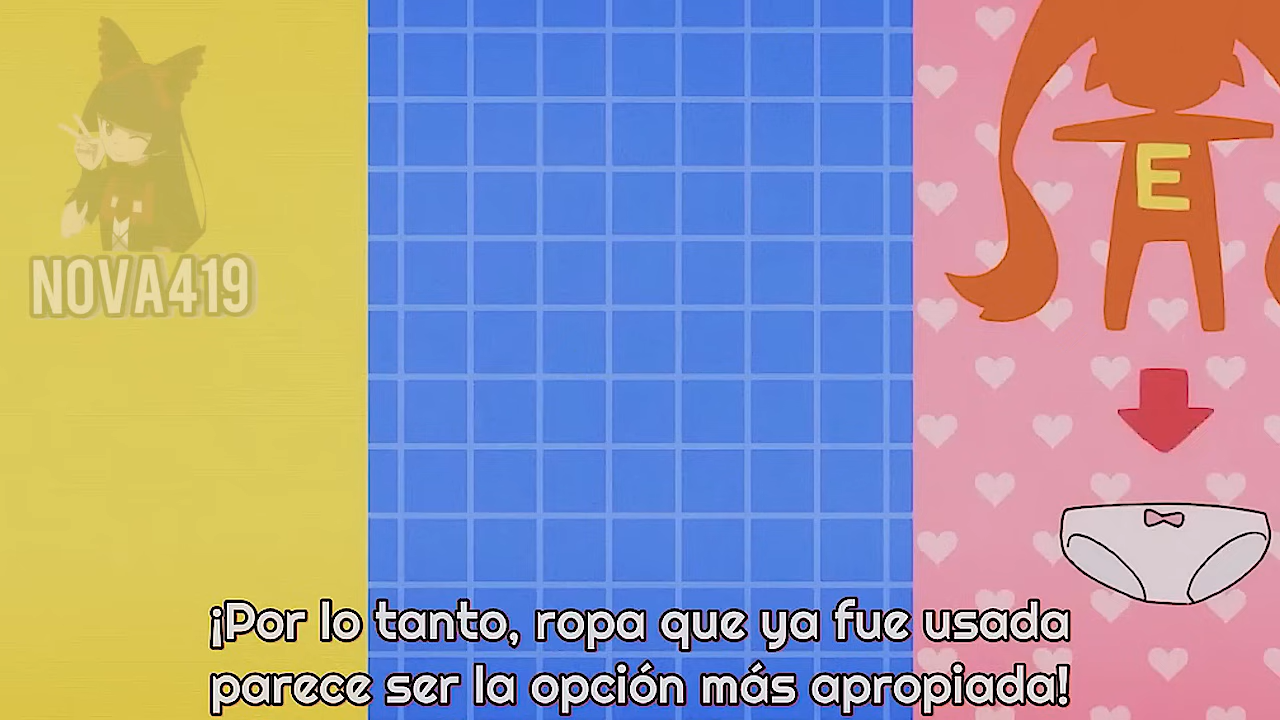 NOVA419
E
¡Por lo tanto, ropa que ya fue usada
parece ser la opción más apropiada!